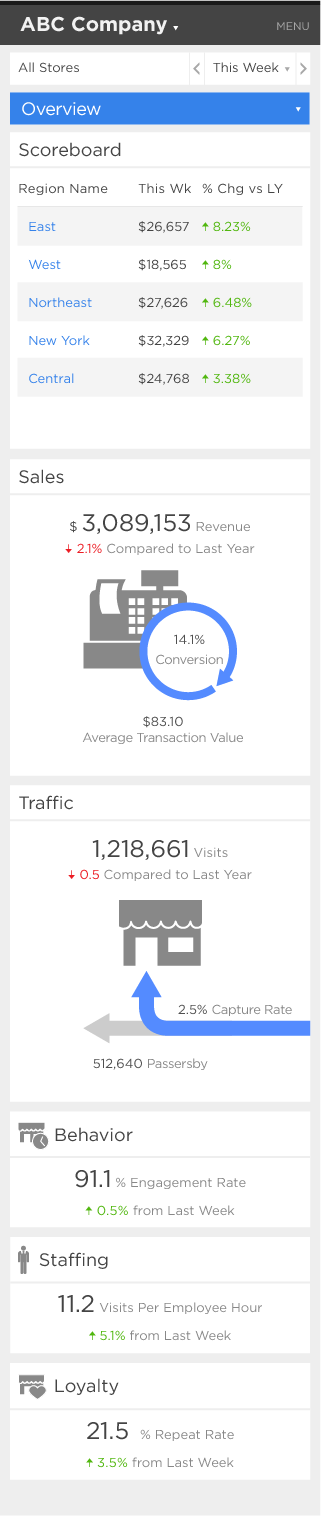 ABC Company
MENU
All Stores
This Week
Overview
Scoreboard
Region Name This Wk % Chg vs LY
East $26,657 8.23%
West $18,565 8%
Northeast $27,626 6.48%
New York $32,329 6.27%
Central $24,768 3.38%
Sales
$ 3,089,153 Revenue
2.1% Compared to Last Year
14.1%
Conversion
$83.10
Average Transaction Value
Traffic
1,218,661 Visits
0.5 Compared to Last Year
2.5% Capture Rate
512,640 Passersby
Behavior
91.1 % Engagement Rate
0.5% from Last Week
Staffing
11.2 Visits Per Employee Hour
5.1% from Last Week
Loyalty
21.5 % Repeat Rate
3.5% from Last Week